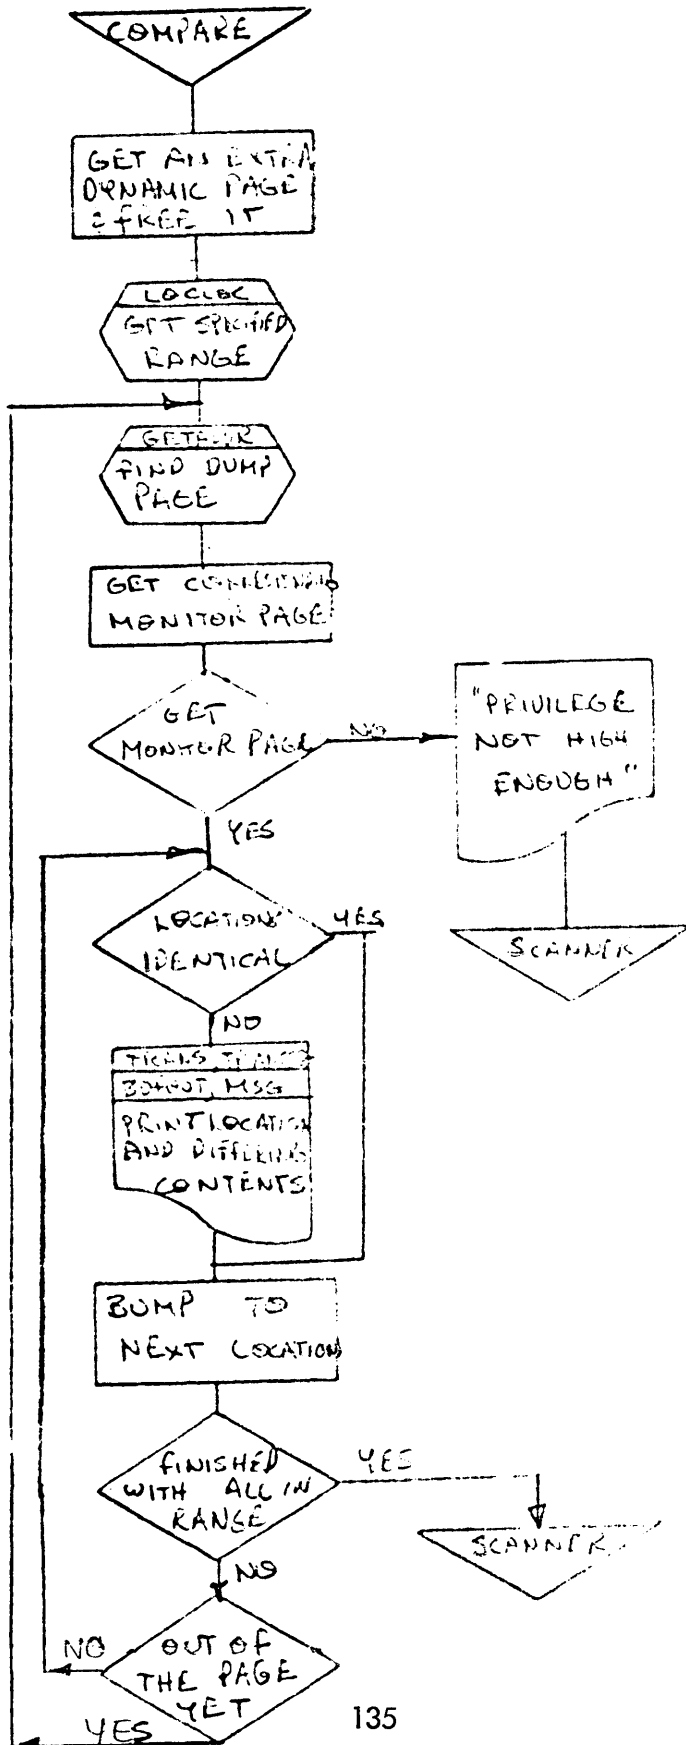 COMPARE
GET AN EXTRA
DYNAMIC PAGE
& FREE IT
LOCLOC
GET SPECIFIED
RANGE
FIND DUMP
PAGE
GET
MONITOR PAGE
GET
MONITOR PAGE
NO
"PRIVILEGE
NOT HIGH
ENOUGH"
YES
SCANNER
LOCATIONS
IDENTICAL
YES
NO
TRANS
MSG
PRINT LOCATION
AND DIFFERING
CONTENTS
BUMP TO
NEXT LOCATION
FINISHED
WITH ALL IN
RANGE
YES
SCANNER
NO
OUT OF
THE PAGE
YET
NO
YES
135